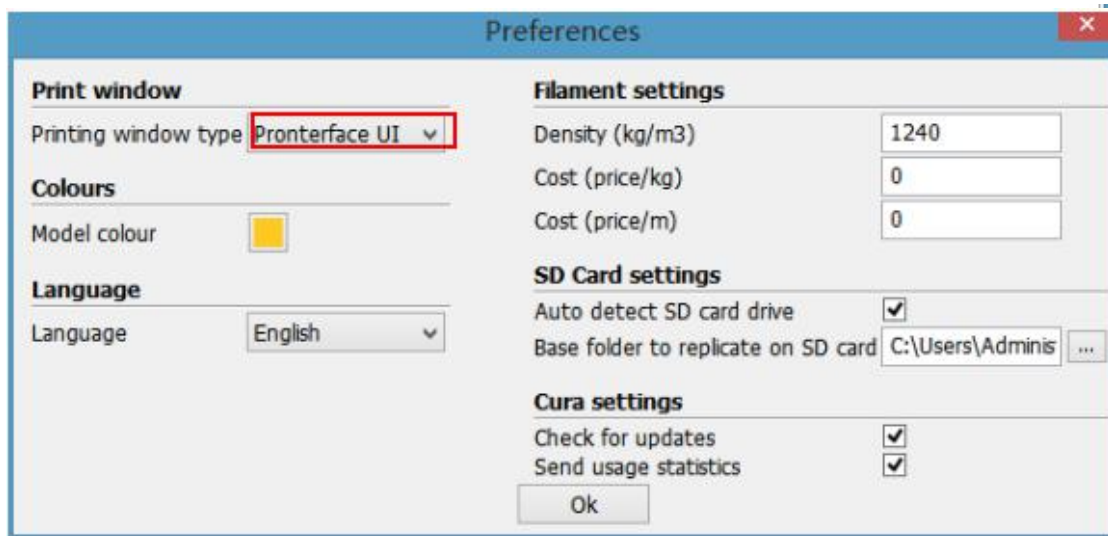 Preferences
Print window
Printing window type Pronterface UI
Colours
Model colour
Language
Language English
Filament settings
Density (kg/m3) 1240
Cost (price/kg) 0
Cost (price/m) 0
SD Card settings
Auto detect SD card drive
Base folder to replicate on SD card C:\Users\Adminis ...
Cura settings
Check for updates
Send usage statistics
Ok